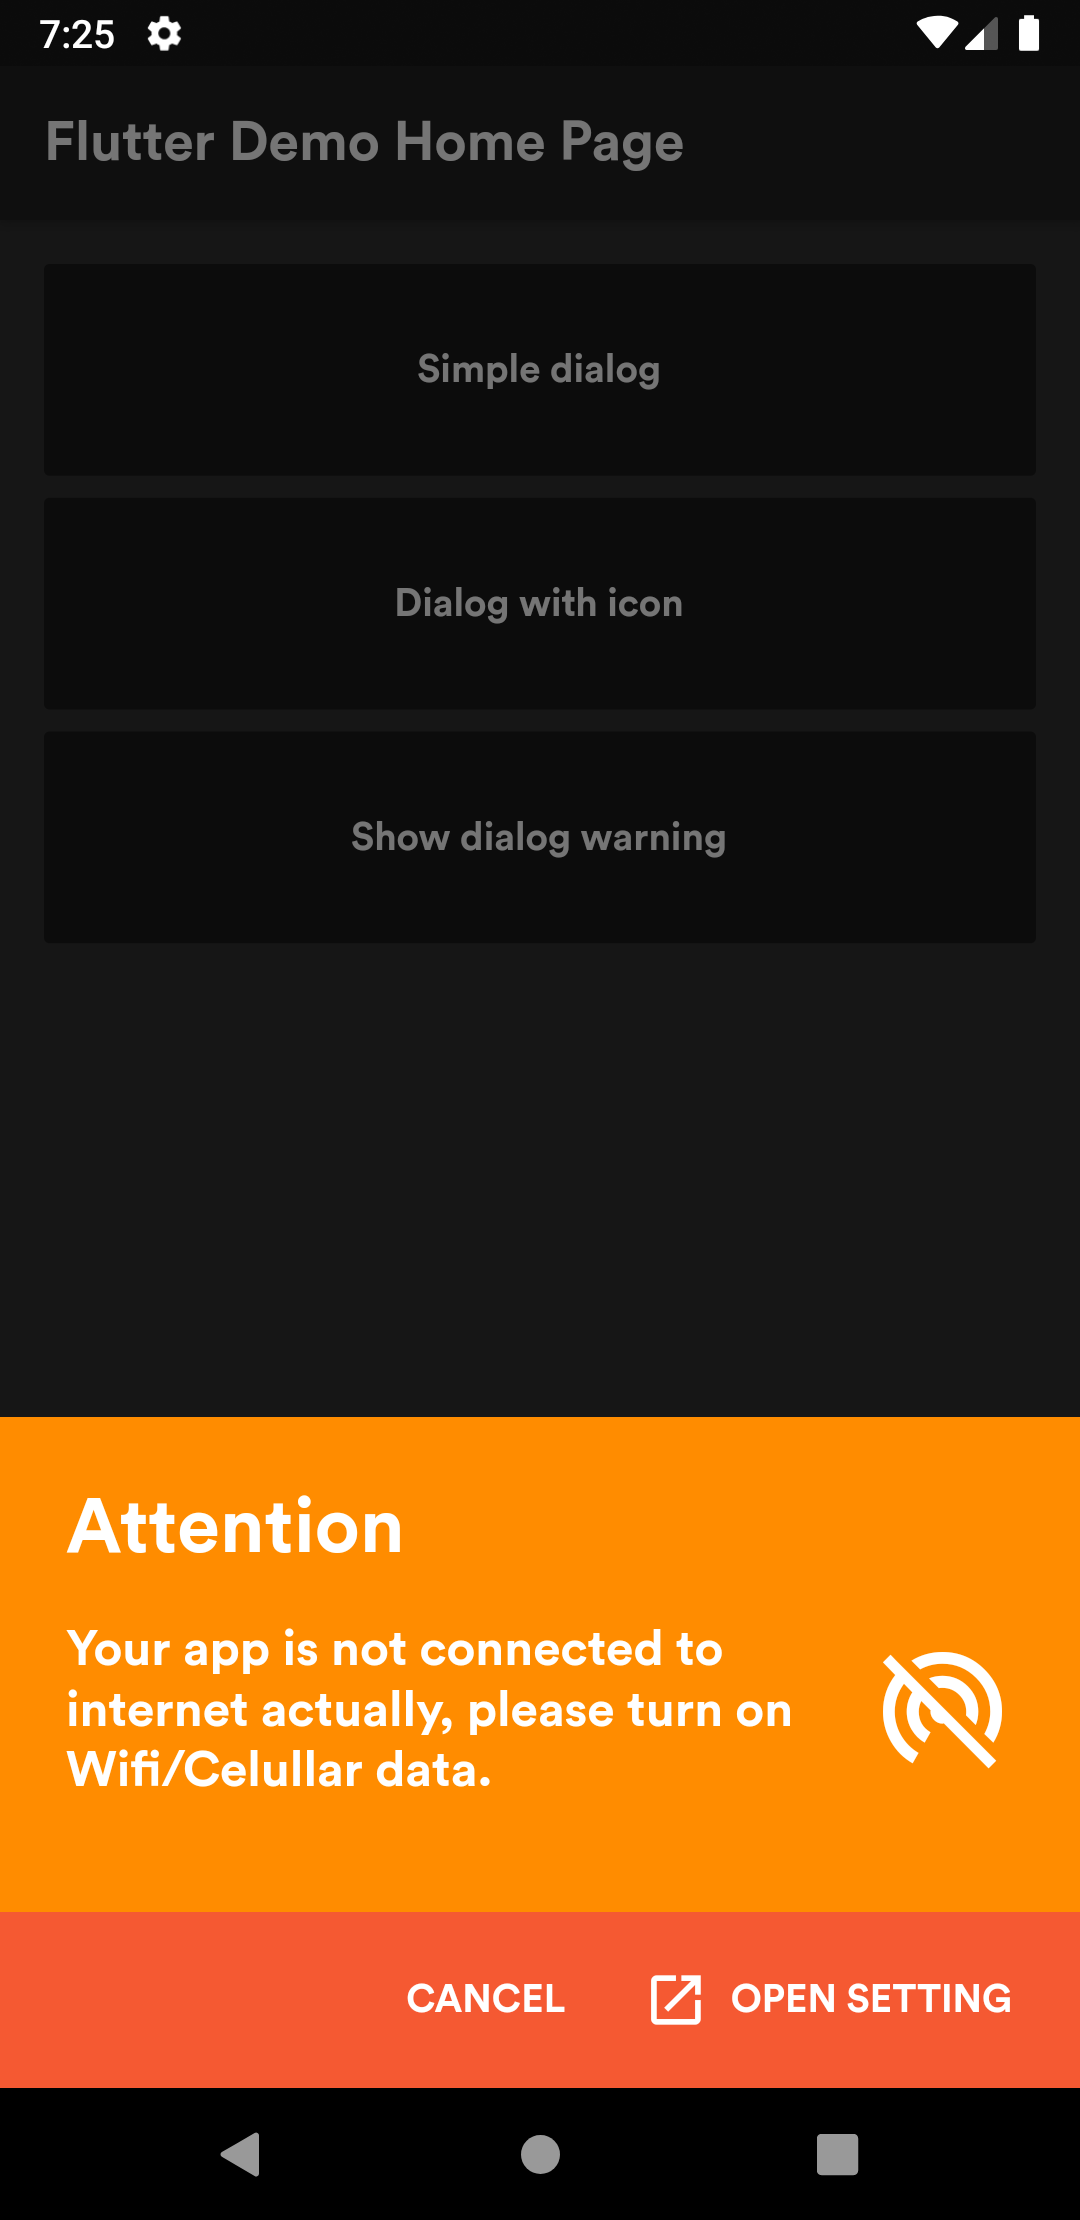 7:25
Flutter Demo Home Page
Simple dialog
Dialog with icon
Show dialog warning
Attention
Your app is not connected to
internet actually, please turn on
Wifi/Celullar data.
CANCEL
OPEN SETTING